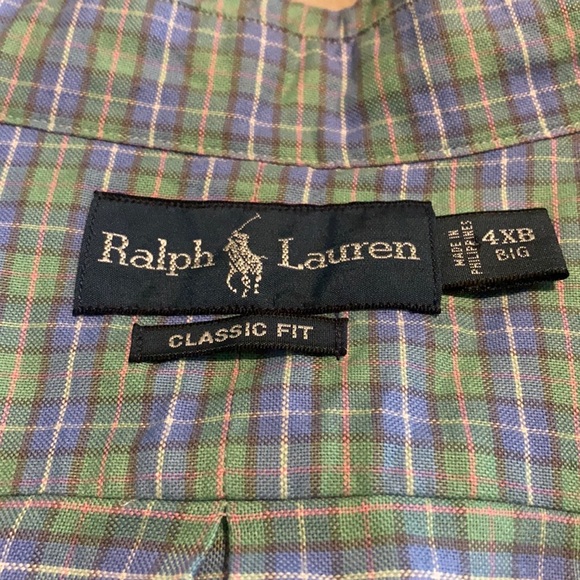 Ralph Lauren
CLASSIC FIT
MADE IN
PHILIPPINES
4XB
BIG